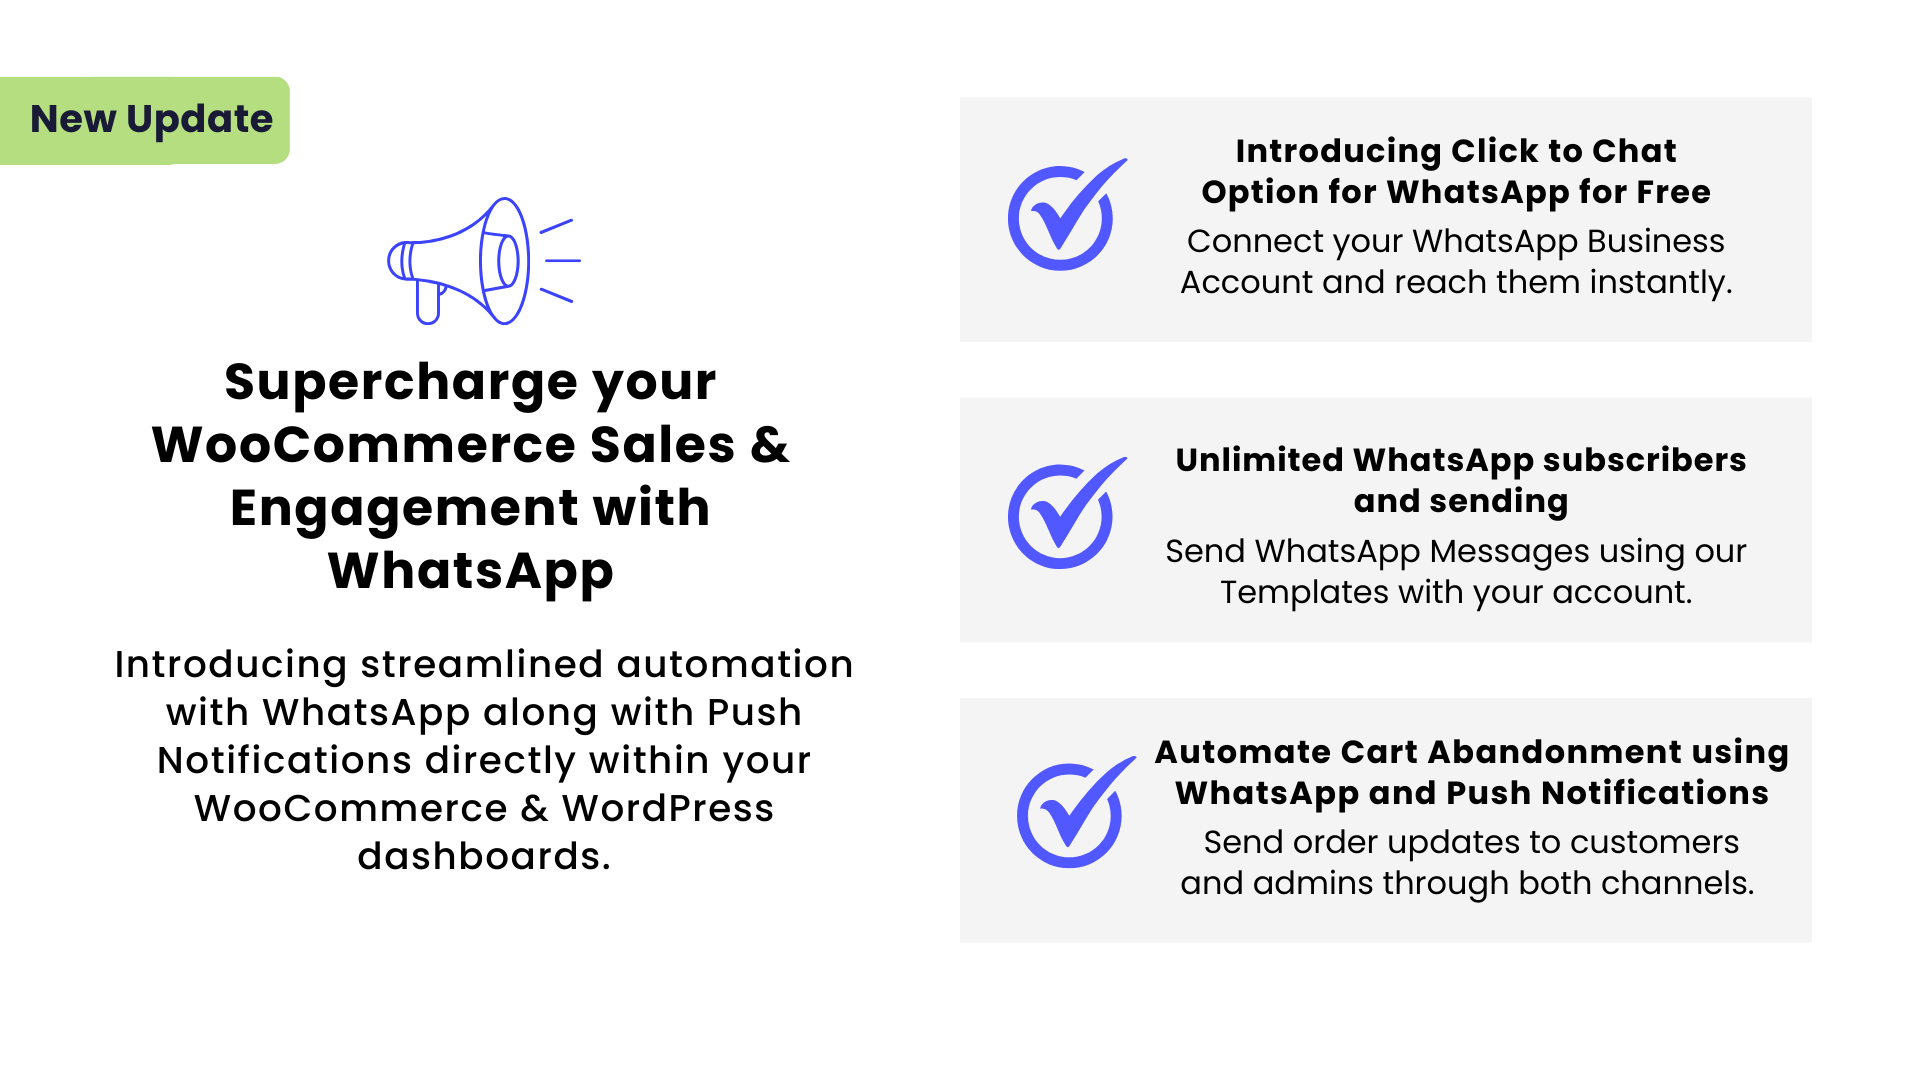 New Update
Supercharge your
WooCommerce Sales &
Engagement with
WhatsApp
Introducing streamlined automation
with WhatsApp along with Push
Notifications directly within your
WooCommerce & WordPress
dashboards.
Introducing Click to Chat
Option for WhatsApp for Free
Connect your WhatsApp Business
Account and reach them instantly.
Unlimited WhatsApp subscribers
and sending
Send WhatsApp Messages using our
Templates with your account.
Automate Cart Abandonment using
WhatsApp and Push Notifications
Send order updates to customers
and admins through both channels.